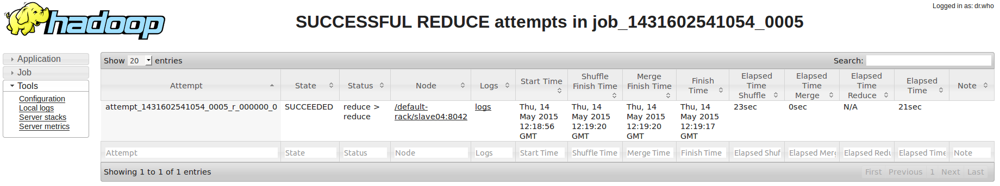 Logged in as: dr.who
hadoop
SUCCESSFUL REDUCE attempts in job_1431602541054_0005
Application
Job
Tools
Configuration
Local logs
Server stacks
Server metrics
Show 20 entries
Search:
Attempt
State
Status
Node
Logs
Start Time
Shuffle
Finish Time
Merge
Finish Time
Finish
Time
Elapsed
Time
Shuffle
Elapsed
Time
Merge
Elapsed
Time
Reduce
Elapsed
Time
Note
attempt_1431602541054_0005_r_000000_0
SUCCEEDED
reduce >
reduce
/default-
rack/slave04:8042
logs
Thu, 14
May 2015
12:18:56
GMT
Thu, 14
May 2015
12:19:20
GMT
Thu, 14
May 2015
12:19:20
GMT
Thu, 14
May 2015
12:19:17
GMT
23sec
0sec
N/A
21sec
Attempt
State
Status
Node
Logs
Start Time
Shuffle Time
Merge Time
Finish Time
Elapsed Shuf
Elapsed Merg
Elapsed Redu
Elapsed Time
Note
Showing 1 to 1 of 1 entries
First Previous 1 Next Last